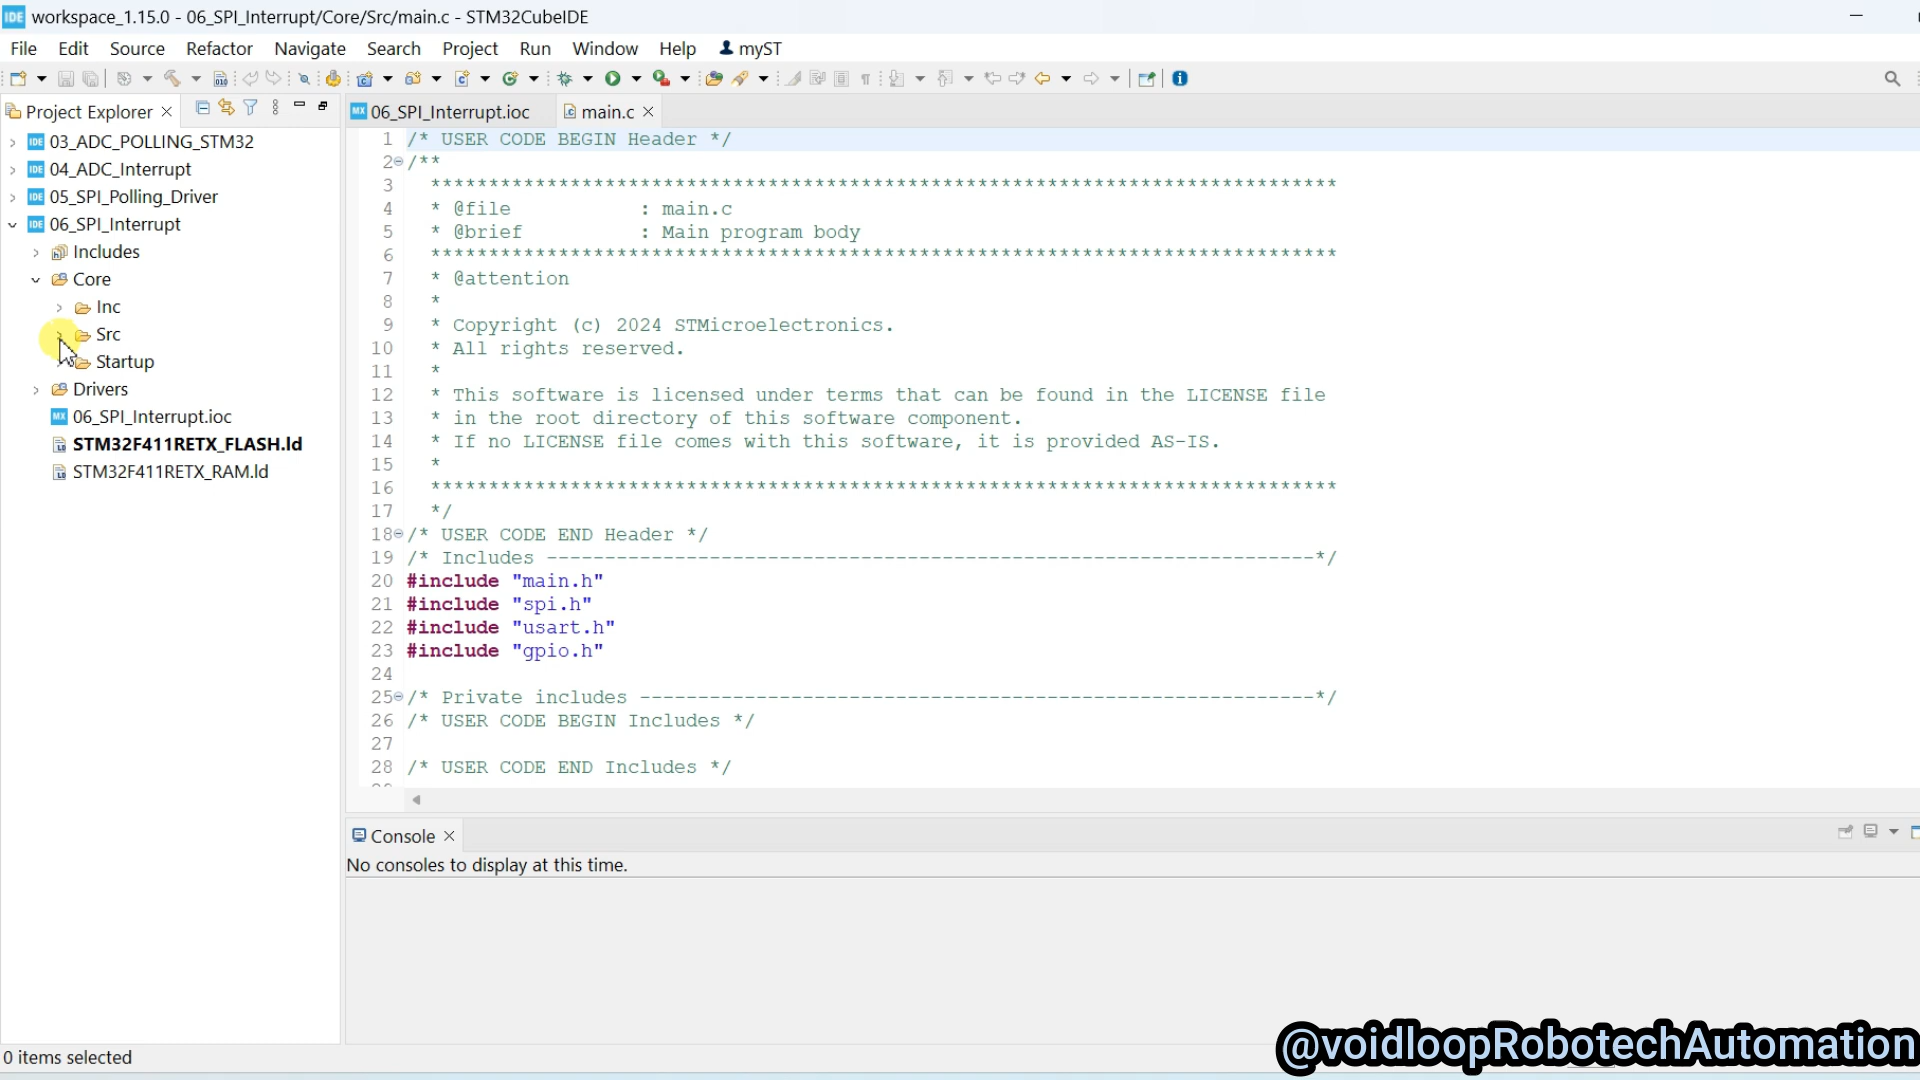 workspace_1.15.0 - 06_SPI_Interrupt/Core/Src/main.c - STM32CubeIDE
File Edit Source Refactor Navigate Search Project Run Window Help myST
Project Explorer
03_ADC_POLLING_STM32
04_ADC_Interrupt
05_SPI_Polling_Driver
06_SPI_Interrupt
Includes
Core
Inc
Src
Startup
Drivers
06_SPI_Interrupt.ioc
STM32F411RETX_FLASH.ld
STM32F411RETX_RAM.ld
06_SPI_Interrupt.ioc main.c
1 /* USER CODE BEGIN Header */
2 /**
3 ******************************************************************************
4 * @file : main.c
5 * @brief : Main program body
6 ******************************************************************************
7 * @attention
8 *
9 * Copyright (c) 2024 STMicroelectronics.
10 * All rights reserved.
11 *
12 * This software is licensed under terms that can be found in the LICENSE file
13 * in the root directory of this software component.
14 * If no LICENSE file comes with this software, it is provided AS-IS.
15 *
16 ******************************************************************************
17 */
18 /* USER CODE END Header */
19 /* Includes ------------------------------------------------------------------*/
20 #include "main.h"
21 #include "spi.h"
22 #include "usart.h"
23 #include "gpio.h"
24
25 /* Private includes ----------------------------------------------------------*/
26 /* USER CODE BEGIN Includes */
27
28 /* USER CODE END Includes */
Console
No consoles to display at this time.
0 items selected
@voidloopRobotechAutomation